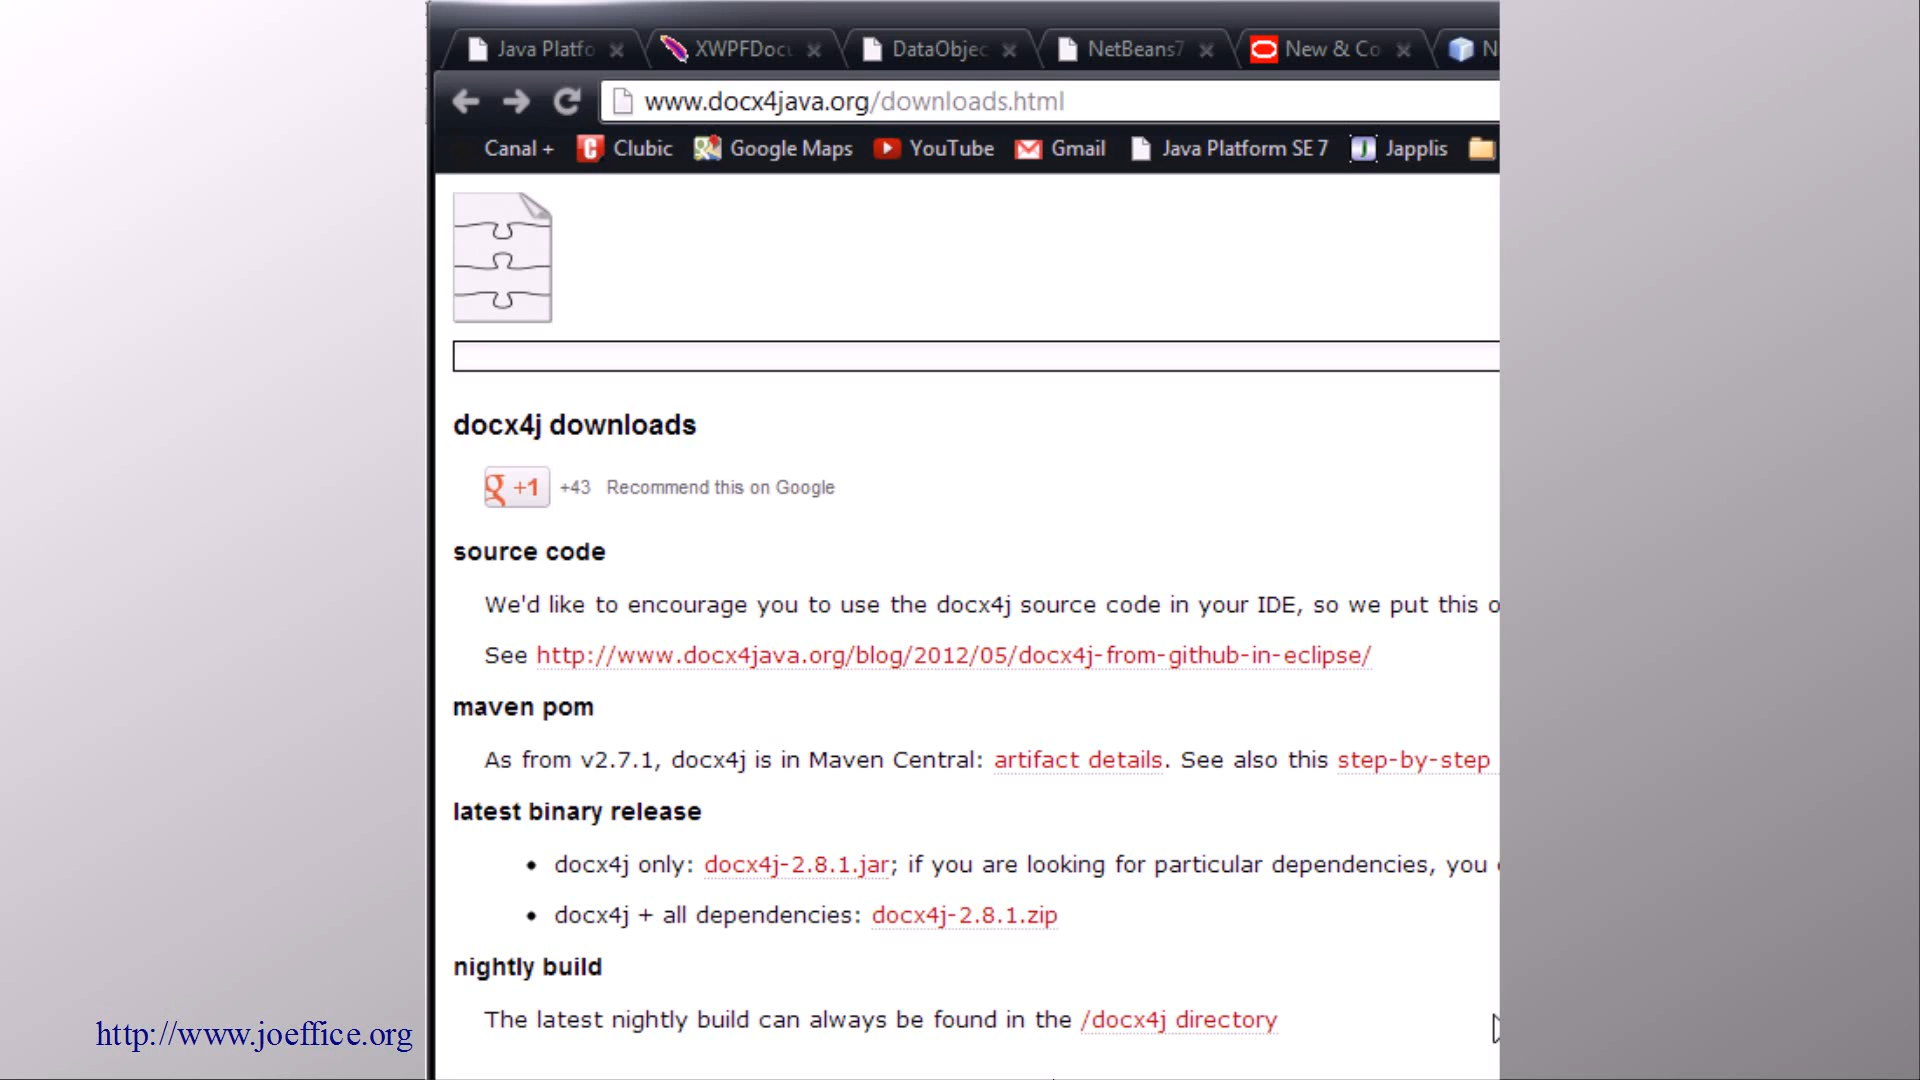 Java Platfo
XWPFDocu
DataObjec
NetBeans7
New & Co
N
www.docx4java.org/downloads.html
Canal +
Clubic
Google Maps
YouTube
Gmail
Java Platform SE 7
Japplis
docx4j downloads
+1 +43 Recommend this on Google
source code
We'd like to encourage you to use the docx4j source code in your IDE, so we put this o
See http://www.docx4java.org/blog/2012/05/docx4j-from-github-in-eclipse/
maven pom
As from v2.7.1, docx4j is in Maven Central: artifact details. See also this step-by-step
latest binary release
• docx4j only: docx4j-2.8.1.jar; if you are looking for particular dependencies, you
• docx4j + all dependencies: docx4j-2.8.1.zip
nightly build
The latest nightly build can always be found in the /docx4j directory
http://www.joeffice.org